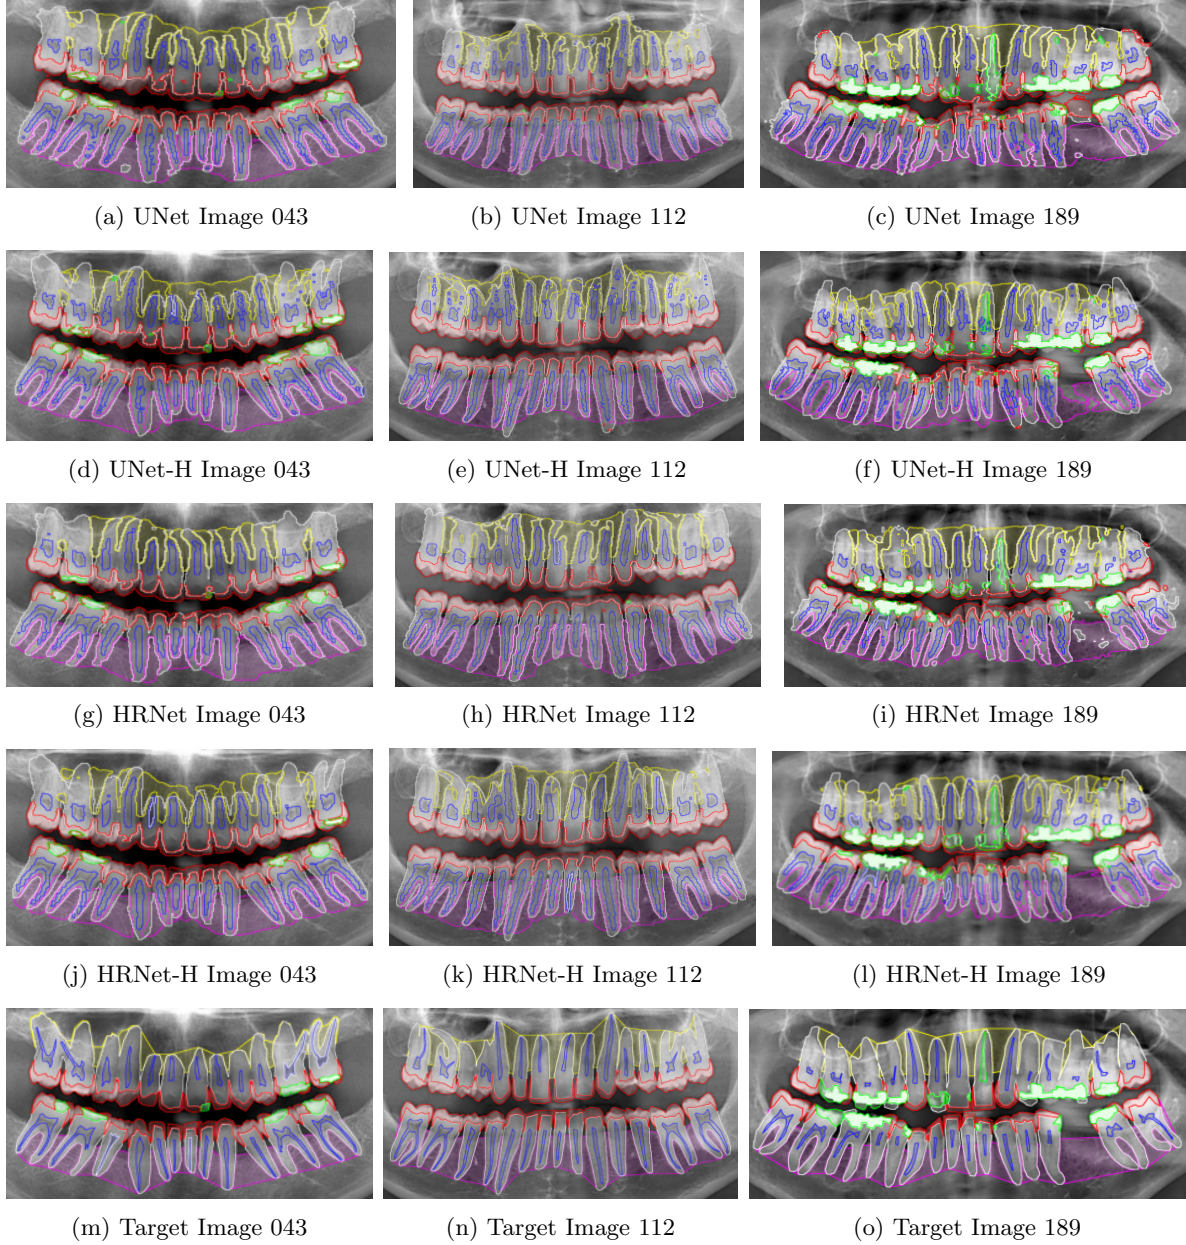 (a) UNet Image 043
(b) UNet Image 112
(c) UNet Image 189
(d) UNet-H Image 043
(e) UNet-H Image 112
(f) UNet-H Image 189
(g) HRNet Image 043
(h) HRNet Image 112
(i) HRNet Image 189
(j) HRNet-H Image 043
(k) HRNet-H Image 112
(l) HRNet-H Image 189
(m) Target Image 043
(n) Target Image 112
(o) Target Image 189